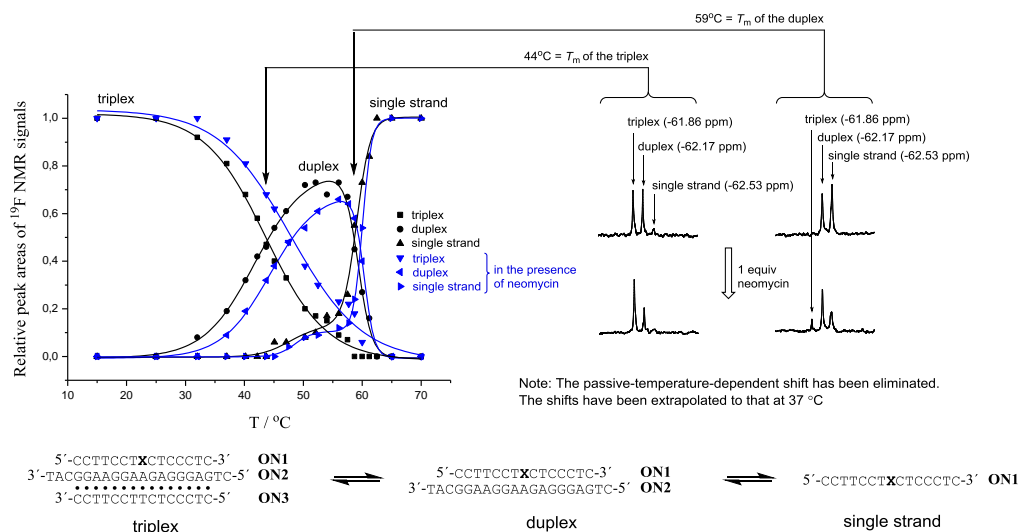 59°C = Tm of the duplex
44°C = Tm of the triplex
Relative peak areas of 19F NMR signals
1,0
0,8
0,6
0,4
0,2
0,0
10 20 30 40 50 60 70 80
T / °C
triplex
duplex
single strand
triplex
duplex
single strand
triplex
duplex
single strand
in the presence
of neomycin
triplex (-61.86 ppm)
duplex (-62.17 ppm)
single strand (-62.53 ppm)
triplex (-61.86 ppm)
duplex (-62.17 ppm)
single strand (-62.53 ppm)
1 equiv
neomycin
Note: The passive-temperature-dependent shift has been eliminated.
The shifts have been extrapolated to that at 37 °C
5´-CCTTCCTXCTCCCTC-3´ ON1
3´-TACGGAAGGAAGAGGGAGTC-5´ ON2
3´-CCTTCCTTCTCCCTC-5´ ON3
triplex
5´-CCTTCCTXCTCCCTC-3´ ON1
3´-TACGGAAGGAAGAGGGAGTC-5´ ON2
duplex
5´-CCTTCCTXCTCCCTC-3´ ON1
single strand